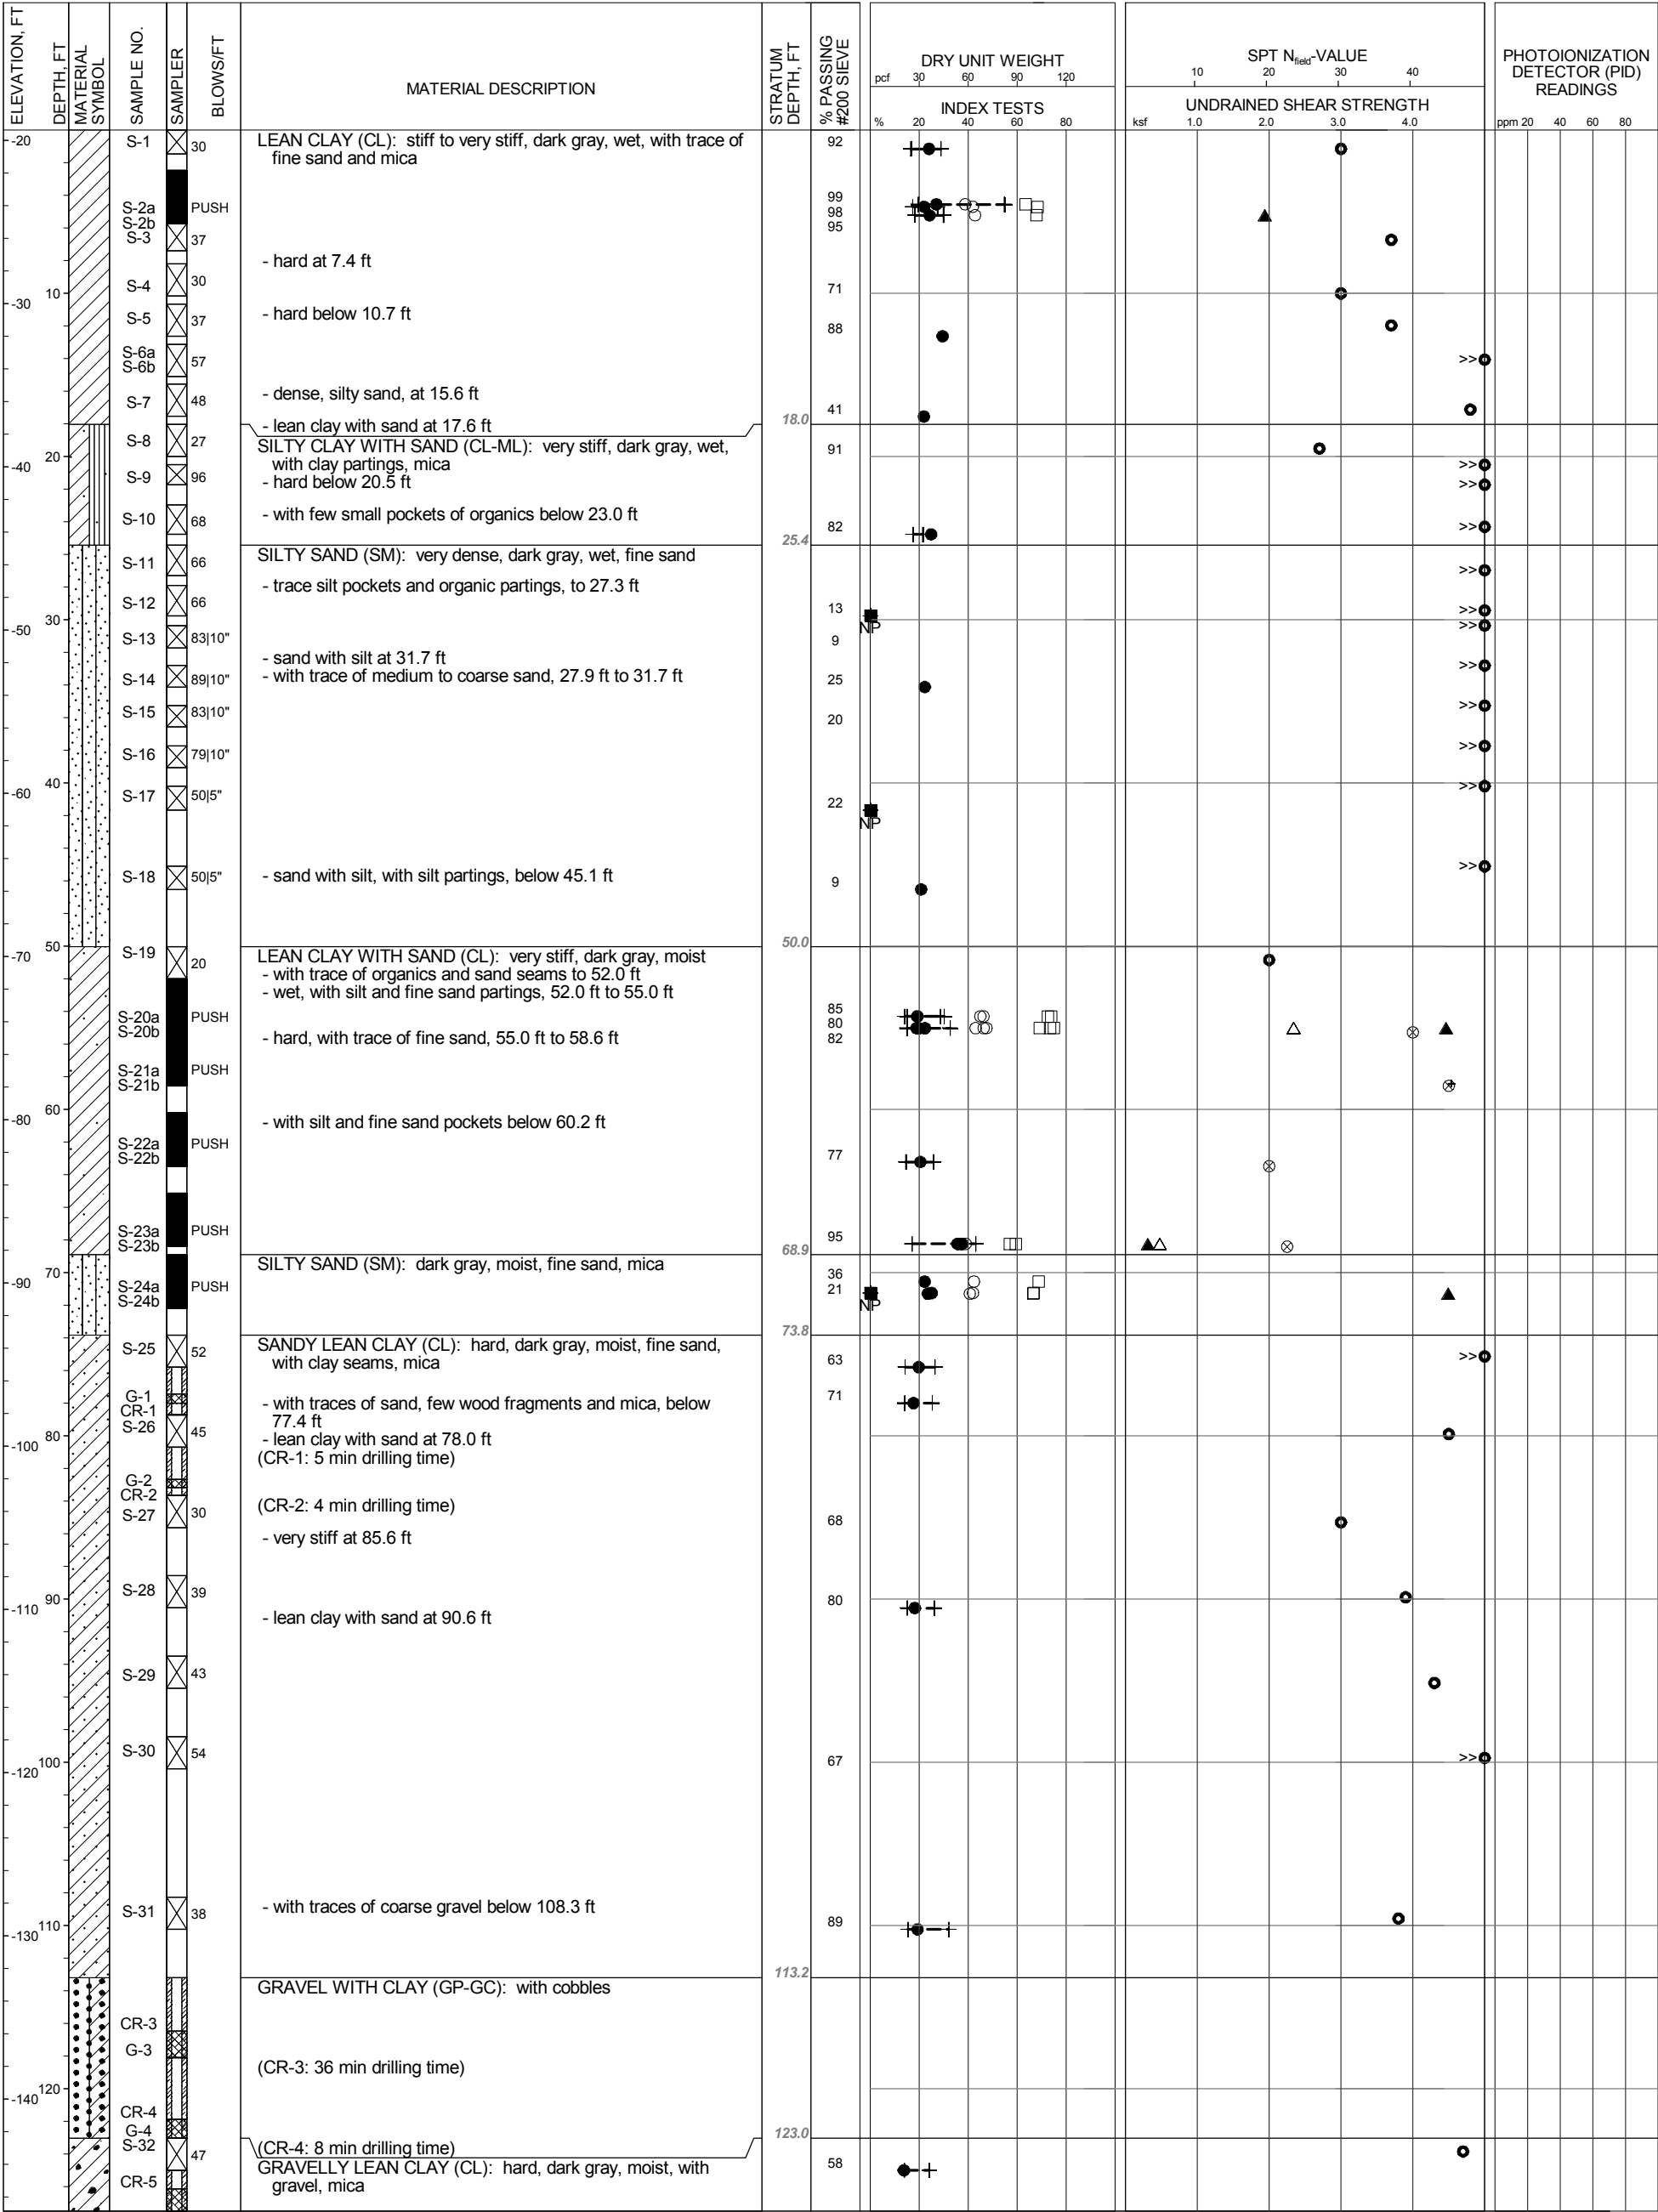 ELEVATION, FT
DEPTH, FT
MATERIAL SYMBOL
SAMPLE NO.
SAMPLER
BLOWS/FT
MATERIAL DESCRIPTION
STRATUM DEPTH, FT
% PASSING #200 SIEVE
DRY UNIT WEIGHT
pcf 30 60 90 120
INDEX TESTS
% 20 40 60 80
SPT Nfield-VALUE
10 20 30 40
UNDRAINED SHEAR STRENGTH
ksf 1.0 2.0 3.0 4.0
PHOTOIONIZATION DETECTOR (PID) READINGS
ppm 20 40 60 80
-20 S-1 30 LEAN CLAY (CL): stiff to very stiff, dark gray, wet, with trace of 92
fine sand and mica
S-2a PUSH 99
S-2b 98
S-3 37 95
- hard at 7.4 ft
S-4 30 71
10
-30
S-5 37 - hard below 10.7 ft 88
S-6a
S-6b 57 >>
- dense, silty sand, at 15.6 ft
S-7 48 41
- lean clay with sand at 17.6 ft 18.0
S-8 27 SILTY CLAY WITH SAND (CL-ML): very stiff, dark gray, wet, 91
20 with clay partings, mica >>
-40
S-9 96 - hard below 20.5 ft >>
S-10 68 - with few small pockets of organics below 23.0 ft 82 >>
25.4
S-11 66 SILTY SAND (SM): very dense, dark gray, wet, fine sand >>
- trace silt pockets and organic partings, to 27.3 ft
S-12 66 13 >>
30 NP >>
-50
S-13 83|10" 9
- sand with silt at 31.7 ft >>
S-14 89|10" - with trace of medium to coarse sand, 27.9 ft to 31.7 ft 25
S-15 83|10" 20 >>
S-16 79|10" >>
40 >>
-60
S-17 50|5" 22
NP
S-18 50|5" - sand with silt, with silt partings, below 45.1 ft 9 >>
50 50.0
-70
S-19 20 LEAN CLAY WITH SAND (CL): very stiff, dark gray, moist
- with trace of organics and sand seams to 52.0 ft
- wet, with silt and fine sand partings, 52.0 ft to 55.0 ft
S-20a PUSH 85
S-20b 80
- hard, with trace of fine sand, 55.0 ft to 58.6 ft 82
S-21a PUSH
S-21b
60
-80
- with silt and fine sand pockets below 60.2 ft
S-22a PUSH
S-22b 77
S-23a PUSH
S-23b 95
68.9
SILTY SAND (SM): dark gray, moist, fine sand, mica
70 36
-90
S-24a PUSH 21
S-24b NP
73.8
S-25 52 SANDY LEAN CLAY (CL): hard, dark gray, moist, fine sand, 63 >>
with clay seams, mica
G-1 71
CR-1 - with traces of sand, few wood fragments and mica, below
S-26 45 77.4 ft
80 - lean clay with sand at 78.0 ft
-100
(CR-1: 5 min drilling time)
G-2
CR-2
S-27 30 (CR-2: 4 min drilling time) 68
- very stiff at 85.6 ft
S-28 39
90 80
-110
- lean clay with sand at 90.6 ft
S-29 43
S-30 54 >>
100 67
-120
S-31 38 - with traces of coarse gravel below 108.3 ft
110 89
-130
113.2
GRAVEL WITH CLAY (GP-GC): with cobbles
CR-3
G-3
(CR-3: 36 min drilling time)
120
-140
CR-4
G-4
123.0
S-32 47 (CR-4: 8 min drilling time)
GRAVELLY LEAN CLAY (CL): hard, dark gray, moist, with 58
CR-5 gravel, mica